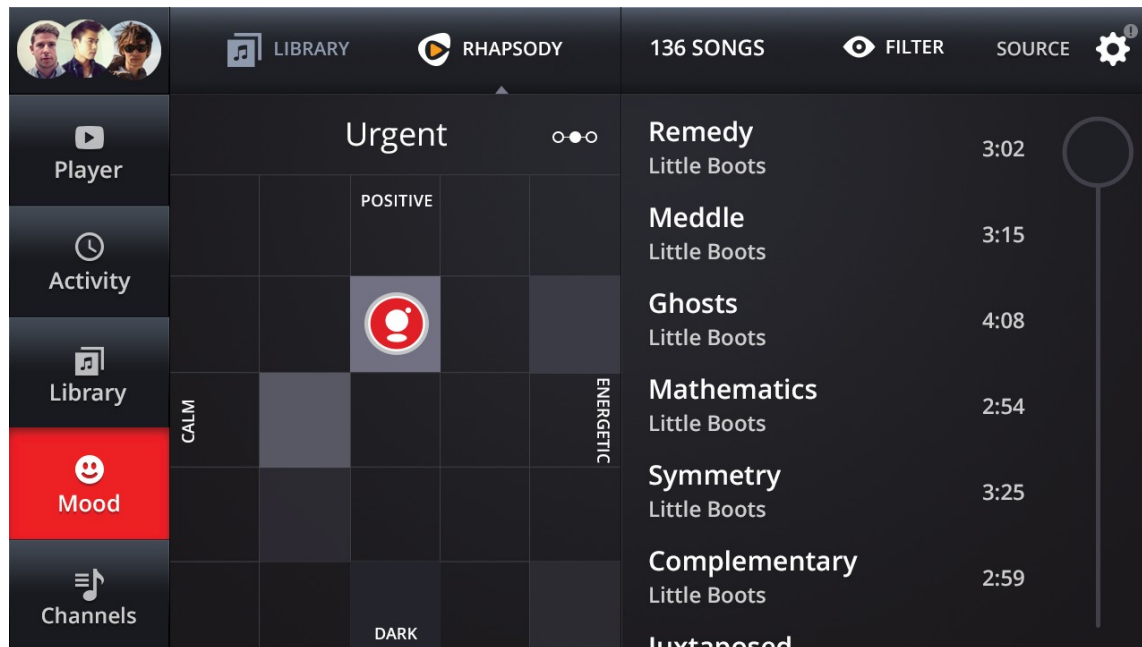 LIBRARY
RHAPSODY
136 SONGS
FILTER
SOURCE
Player
Activity
Library
Mood
Channels
Urgent
POSITIVE
CALM
ENERGETIC
DARK
Remedy
3:02
Little Boots
Meddle
3:15
Little Boots
Ghosts
4:08
Little Boots
Mathematics
2:54
Little Boots
Symmetry
3:25
Little Boots
Complementary
2:59
Little Boots
Juxtaposed